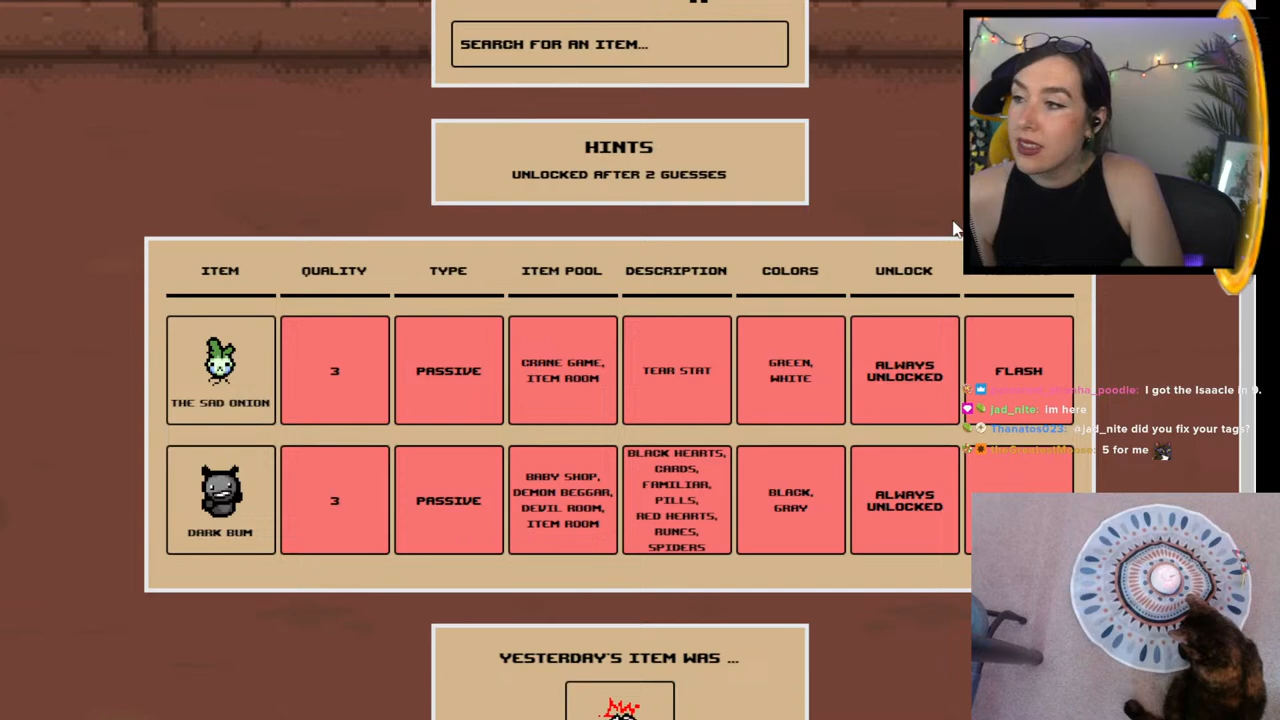 SEARCH FOR AN ITEM...
HINTS
UNLOCKED AFTER 2 GUESSES
ITEM QUALITY TYPE ITEM POOL DESCRIPTION COLORS UNLOCK
THE SAD ONION
3
PASSIVE
CRANE GAME,
ITEM ROOM
TEAR STAT
GREEN,
WHITE
ALWAYS
UNLOCKED
FLASH
DARK BUM
3
PASSIVE
BABY SHOP,
DEMON BEGGAR,
DEVIL ROOM,
ITEM ROOM
BLACK HEARTS,
CARDS,
FAMILIAR,
PILLS,
RED HEARTS,
RUNES,
SPIDERS
BLACK,
GRAY
ALWAYS
UNLOCKED
I got the Isaacle in 9.
jad_nite: im here
Thanatos023: @jad_nite did you fix your tags?
theGreatestMoose: 5 for me
YESTERDAY'S ITEM WAS ...